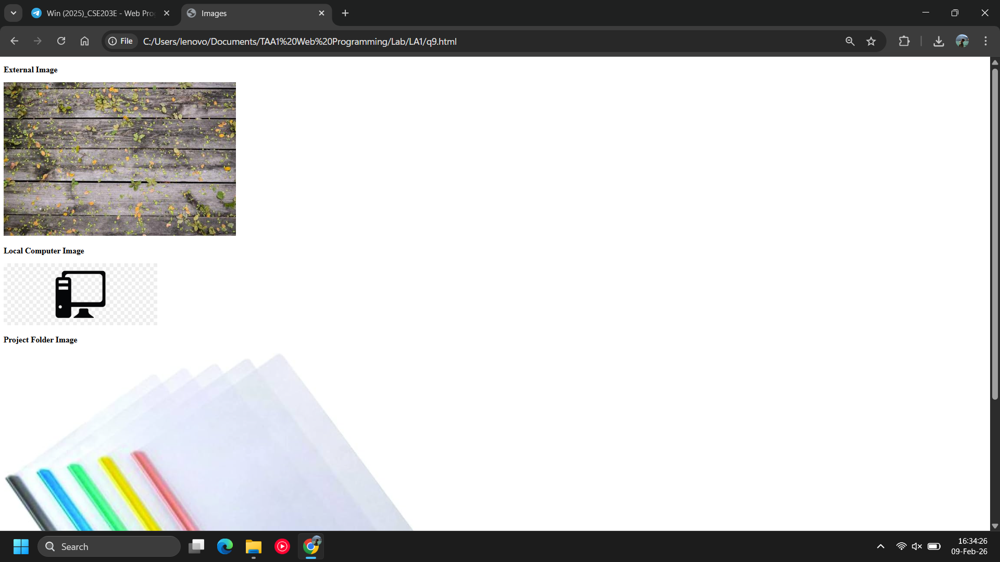 Win (2025)_CSE203E - Web Pro
Images
File
C:/Users/lenovo/Documents/TAA1%20Web%20Programming/Lab/LA1/q9.html
External Image
Local Computer Image
Project Folder Image
Search
16:34:26
09-Feb-26